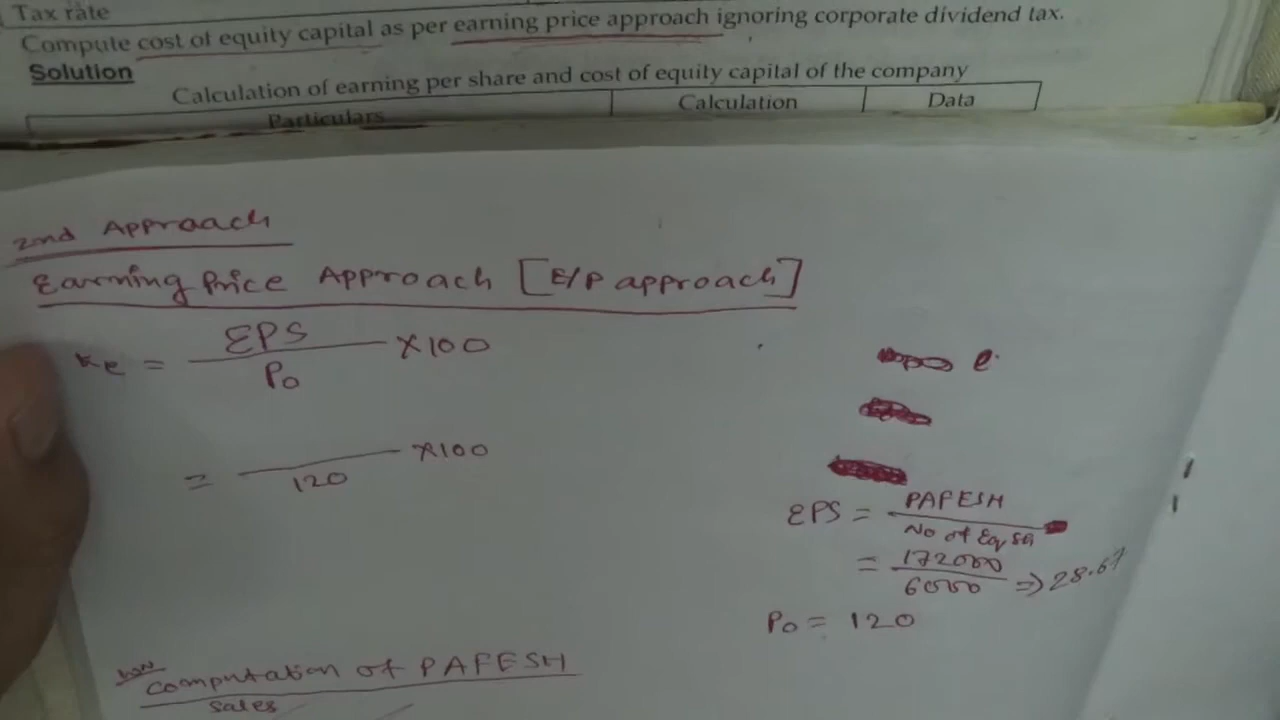 Tax rate
Compute cost of equity capital as per earning price approach ignoring corporate dividend tax.
Solution
Calculation of earning per share and cost of equity capital of the company
Particulars Calculation Data
2nd Approach
Earning Price Approach [E/P approach]
Ke = EPS / P0 ×100
= / 120 ×100
e
EPS = PAFESH / No of Eq Sh
= 172000 / 6000 => 28.67
P0 = 120
WN
Computation of PAFESH
Sales